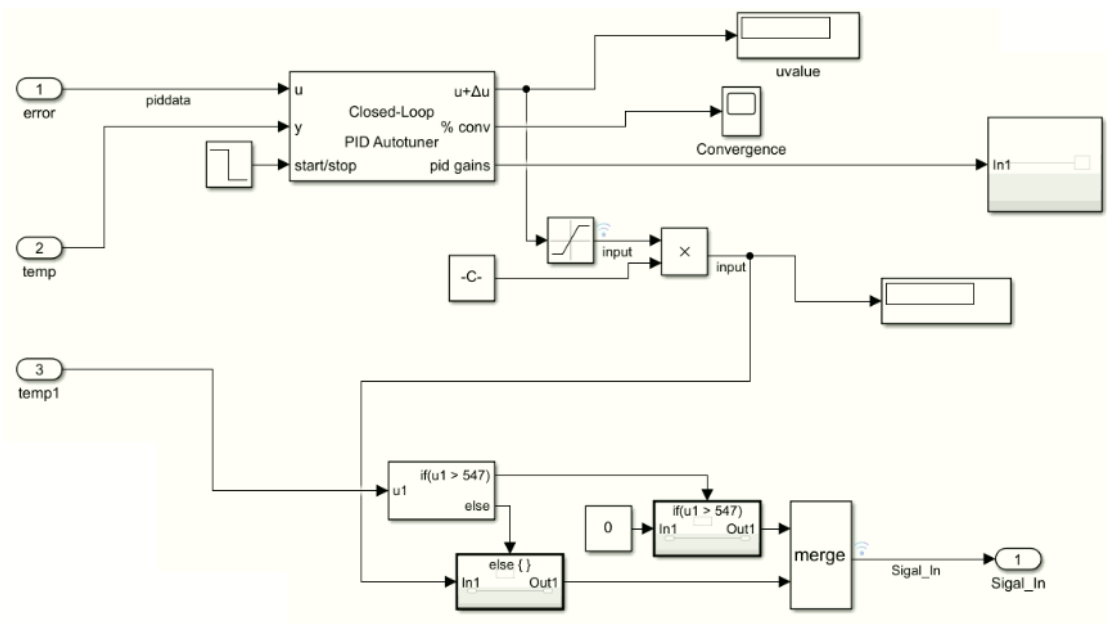 1
error
piddata
2
temp
3
temp1
u
y
start/stop
Closed-Loop
PID Autotuner
u+Δu
% conv
pid gains
uvalue
Convergence
In1
input
-C-
×
input
u1
if(u1 > 547)
else
0
if(u1 > 547)
In1
Out1
else { }
In1
Out1
merge
Sigal_In
1
Sigal_In